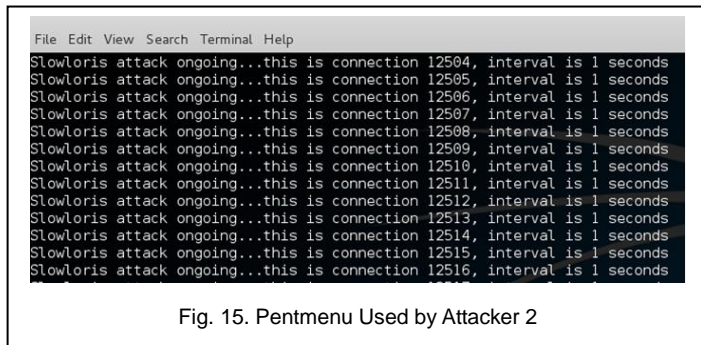 File Edit View Search Terminal Help
Slowloris attack ongoing...this is connection 12504, interval is 1 seconds
Slowloris attack ongoing...this is connection 12505, interval is 1 seconds
Slowloris attack ongoing...this is connection 12506, interval is 1 seconds
Slowloris attack ongoing...this is connection 12507, interval is 1 seconds
Slowloris attack ongoing...this is connection 12508, interval is 1 seconds
Slowloris attack ongoing...this is connection 12509, interval is 1 seconds
Slowloris attack ongoing...this is connection 12510, interval is 1 seconds
Slowloris attack ongoing...this is connection 12511, interval is 1 seconds
Slowloris attack ongoing...this is connection 12512, interval is 1 seconds
Slowloris attack ongoing...this is connection 12513, interval is 1 seconds
Slowloris attack ongoing...this is connection 12514, interval is 1 seconds
Slowloris attack ongoing...this is connection 12515, interval is 1 seconds
Slowloris attack ongoing...this is connection 12516, interval is 1 seconds
Fig. 15. Pentmenu Used by Attacker 2